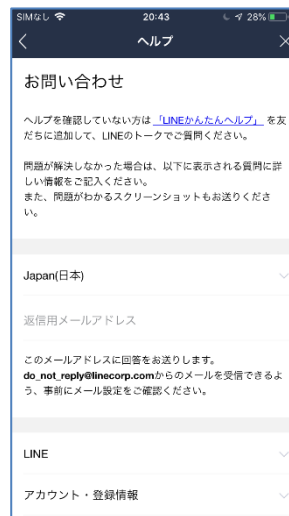 SIMなし 20:43 28%
ヘルプ
お問い合わせ
ヘルプを確認していない方は「LINEかんたんヘルプ」 を友
だちに追加して、LINEのトークでご質問ください。
問題が解決しなかった場合は、以下に表示される質問に詳
しい情報をご記入ください。
また、問題がわかるスクリーンショットもお送りくださ
い。
Japan(日本)
返信用メールアドレス
このメールアドレスに回答をお送りします。
do_not_reply@linecorp.comからのメールを受信できるよ
う、事前にメール設定をご確認ください。
LINE
アカウント・登録情報